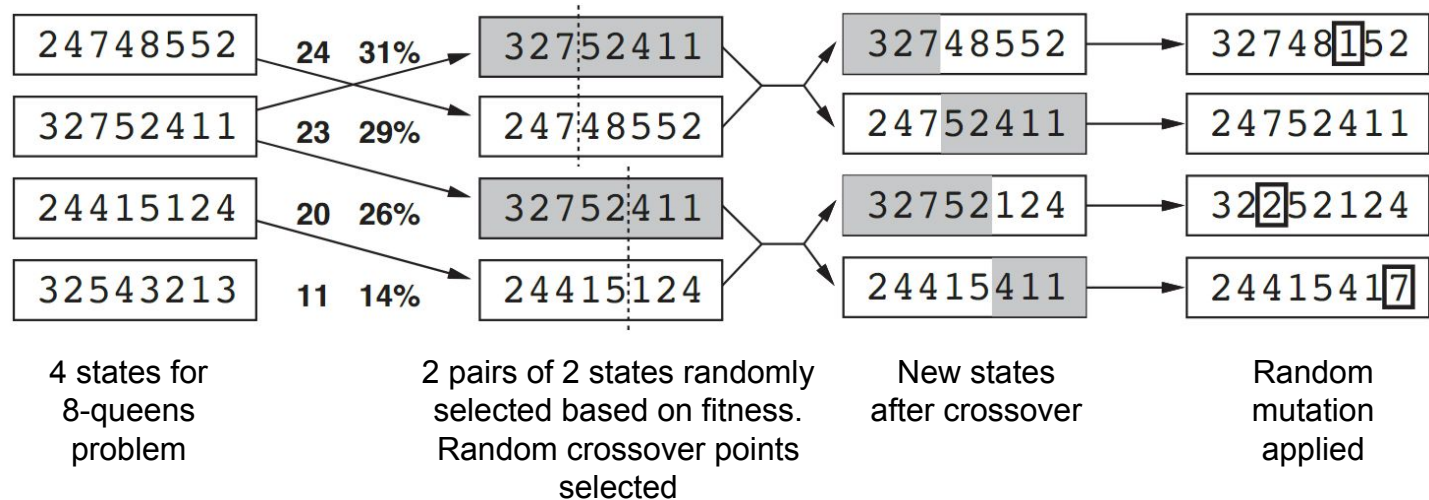 24748552 24 31% 32752411 32748552 32748152
32752411 23 29% 24748552 24752411 24752411
24415124 20 26% 32752411 32752124 32252124
32543213 11 14% 24415124 24415411 24415417
4 states for
8-queens
problem
2 pairs of 2 states randomly
selected based on fitness.
Random crossover points
selected
New states
after crossover
Random
mutation
applied